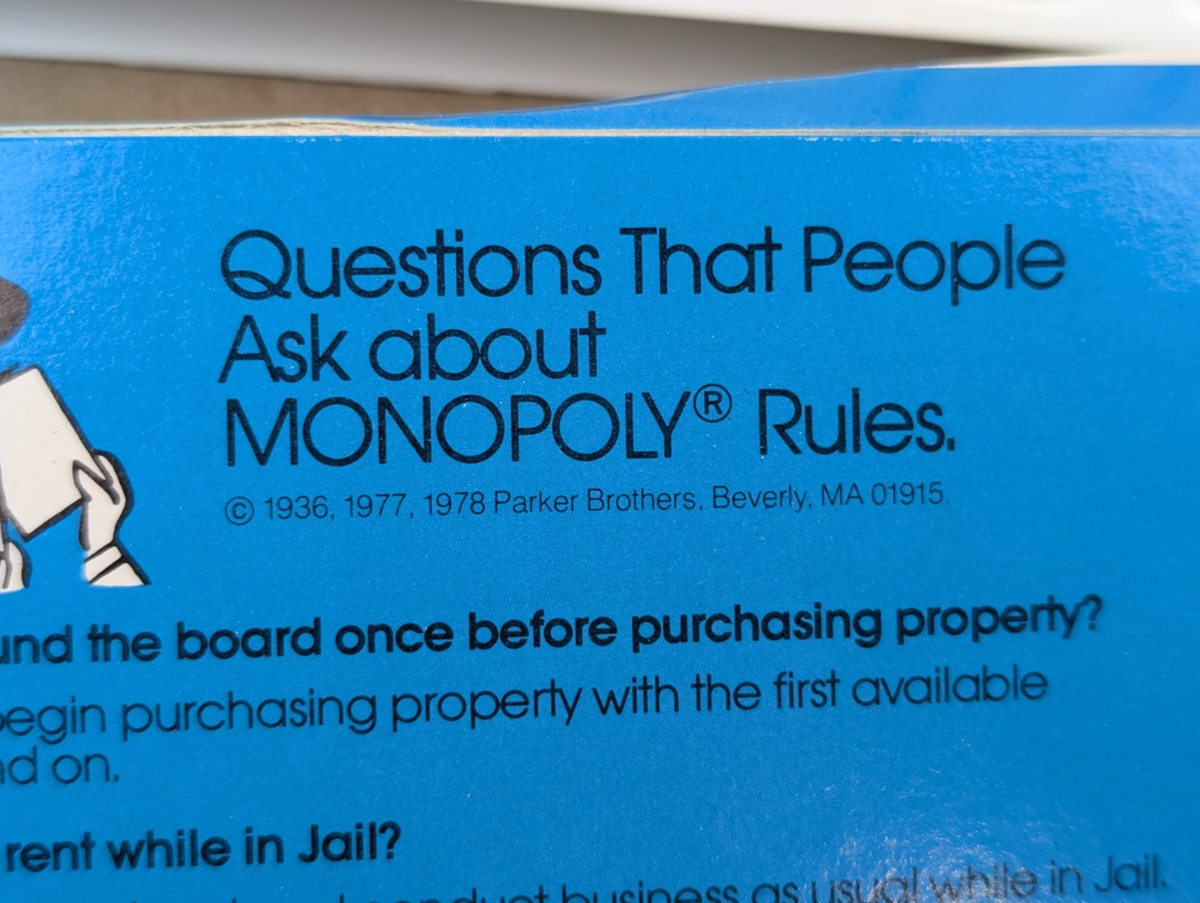 Questions That People
Ask about
MONOPOLY® Rules.
© 1936, 1977, 1978 Parker Brothers, Beverly, MA 01915.
und the board once before purchasing property?
egin purchasing property with the first available
d on.
rent while in Jail?
conduct business as usual while in Jail.